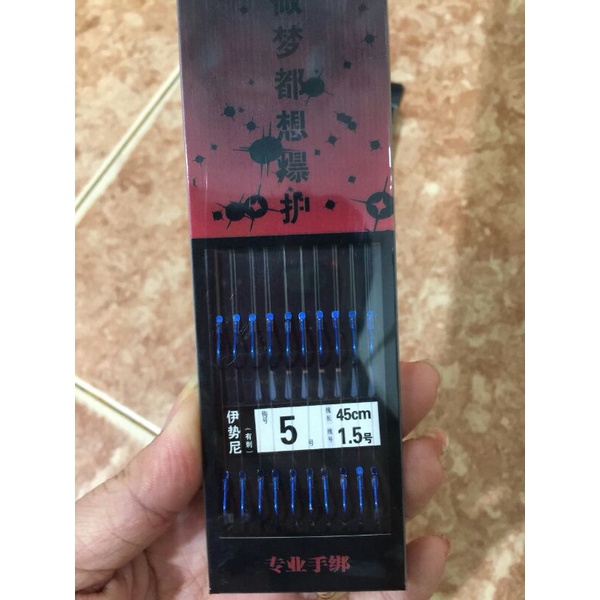 做梦都想爆护
伊势尼
(有刺)
钩号
5号
线长
45cm
线号
1.5号
专业手绑